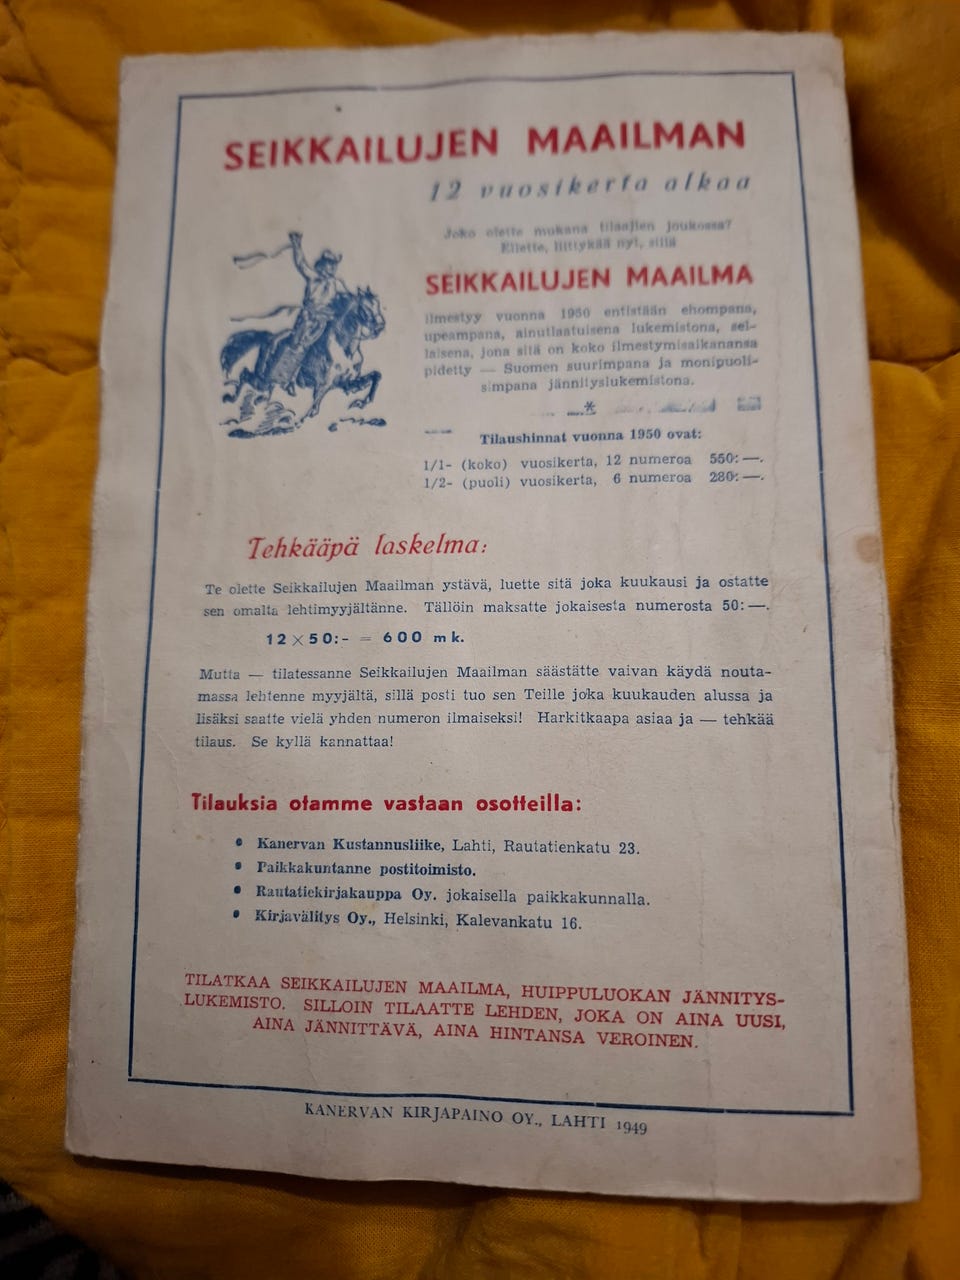 SEIKKAILUJEN MAAILMAN
12 vuosikerta alkaa
Joko olette mukana tilaajien joukossa?
Ellette, liittykää nyt, sillä
SEIKKAILUJEN MAAILMA
ilmestyy vuonna 1950 entistään ehompana,
upeampana, ainutlaatuisena lukemistona, sel-
laisena, jona sitä on koko ilmestymisaikanansa
pidetty — Suomen suurimpana ja monipuoli-
simpana jännityslukemistona.
*
Tilaushinnat vuonna 1950 ovat:
1/1- (koko) vuosikerta, 12 numeroa 550: —.
1/2- (puoli) vuosikerta, 6 numeroa 280: —.
Tehkääpä laskelma:
Te olette Seikkailujen Maailman ystävä, luette sitä joka kuukausi ja ostatte
sen omalta lehtimyyjältänne. Tällöin maksatte jokaisesta numerosta 50: —.
12 × 50:- = 600 mk.
Mutta — tilatessanne Seikkailujen Maailman säästätte vaivan käydä nouta-
massa lehtenne myyjältä, sillä posti tuo sen Teille joka kuukauden alussa ja
lisäksi saatte vielä yhden numeron ilmaiseksi! Harkitkaapa asiaa ja — tehkää
tilaus. Se kyllä kannattaa!
Tilauksia otamme vastaan osotteilla:
• Kanervan Kustannusliike, Lahti, Rautatienkatu 23.
• Paikkakuntanne postitoimisto.
• Rautatiekirjakauppa Oy. jokaisella paikkakunnalla.
• Kirjavälitys Oy., Helsinki, Kalevankatu 16.
TILATKAA SEIKKAILUJEN MAAILMA, HUIPPULUOKAN JÄNNITYS-
LUKEMISTO. SILLOIN TILAATTE LEHDEN, JOKA ON AINA UUSI,
AINA JÄNNITTÄVÄ, AINA HINTANSA VEROINEN.
KANERVAN KIRJAPAINO OY., LAHTI 1949